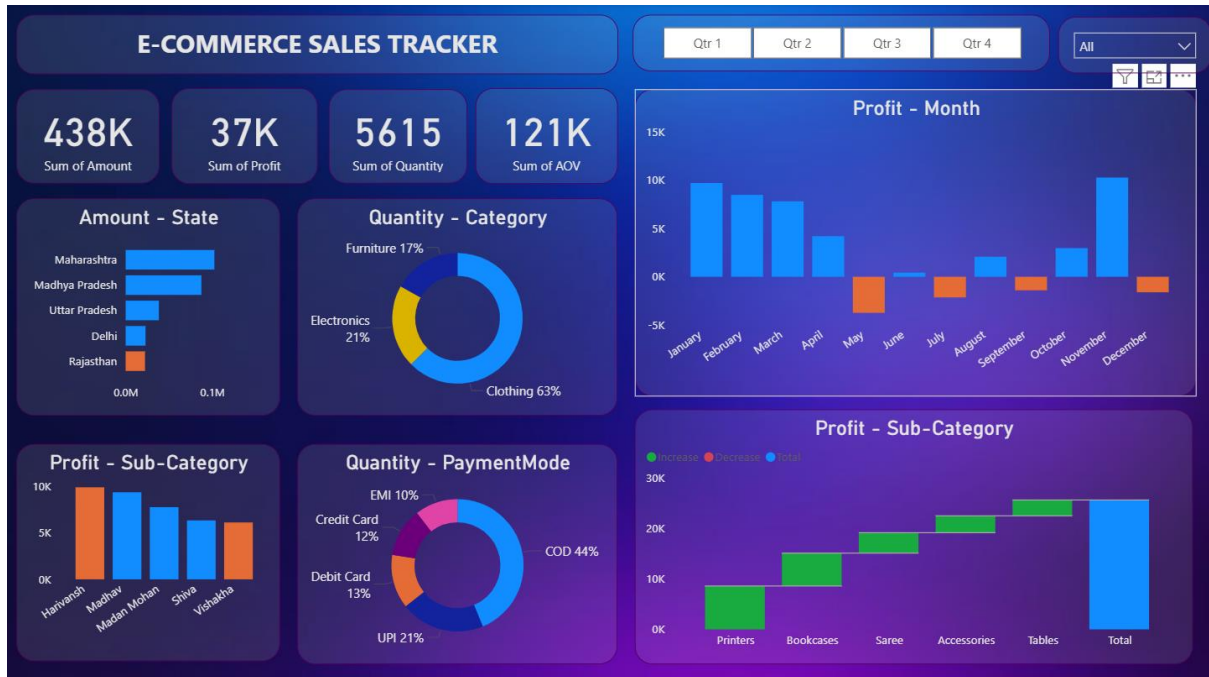 E-COMMERCE SALES TRACKER
Qtr 1 Qtr 2 Qtr 3 Qtr 4
All
438K
Sum of Amount
37K
Sum of Profit
5615
Sum of Quantity
121K
Sum of AOV
Profit - Month
15K
10K
5K
0K
-5K
January February March April May June July August September October November December
Amount - State
Maharashtra
Madhya Pradesh
Uttar Pradesh
Delhi
Rajasthan
0.0M 0.1M
Quantity - Category
Furniture 17%
Electronics
21%
Clothing 63%
Profit - Sub-Category
10K
5K
0K
Harivansh Madhav Madan Mohan Shiva Vishakha
Quantity - PaymentMode
EMI 10%
Credit Card
12%
COD 44%
Debit Card
13%
UPI 21%
Profit - Sub-Category
Increase Decrease Total
30K
20K
10K
0K
Printers Bookcases Saree Accessories Tables Total